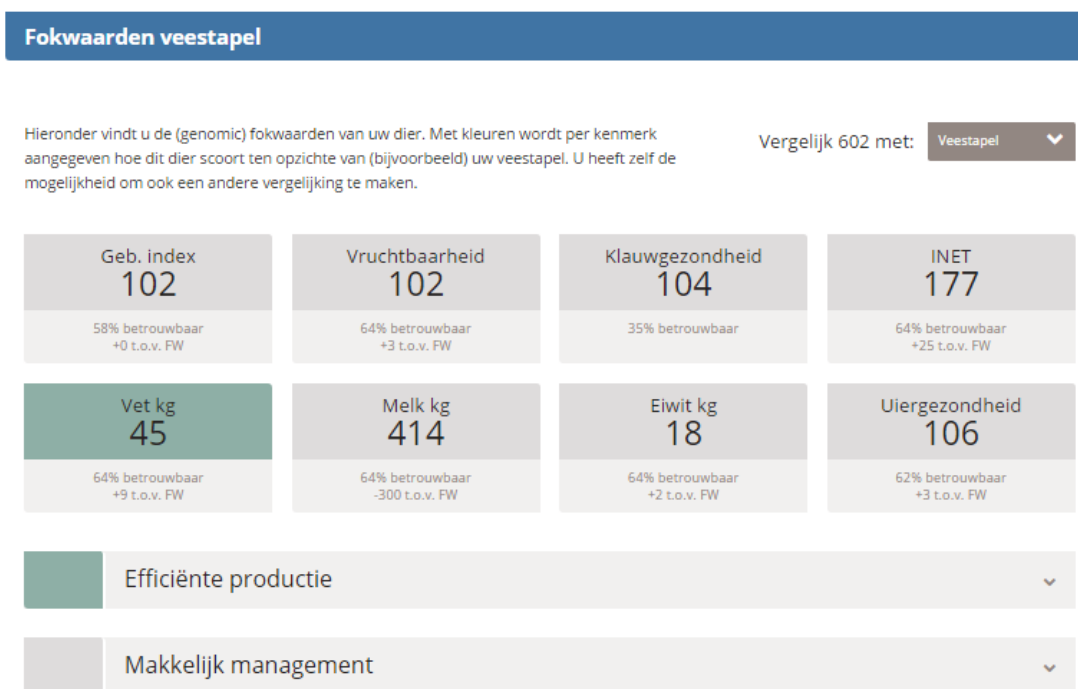 Fokwaarden veestapel
Hieronder vindt u de (genomic) fokwaarden van uw dier. Met kleuren wordt per kenmerk
aangegeven hoe dit dier scoort ten opzichte van (bijvoorbeeld) uw veestapel. U heeft zelf de
mogelijkheid om ook een andere vergelijking te maken.
Vergelijk 602 met: Veestapel
Geb. index
102
58% betrouwbaar
+0 t.o.v. FW
Vruchtbaarheid
102
64% betrouwbaar
+3 t.o.v. FW
Klauwgezondheid
104
35% betrouwbaar
INET
177
64% betrouwbaar
+25 t.o.v. FW
Vet kg
45
64% betrouwbaar
+9 t.o.v. FW
Melk kg
414
64% betrouwbaar
-300 t.o.v. FW
Eiwit kg
18
64% betrouwbaar
+2 t.o.v. FW
Uiergezondheid
106
62% betrouwbaar
+3 t.o.v. FW
Efficiënte productie
Makkelijk management